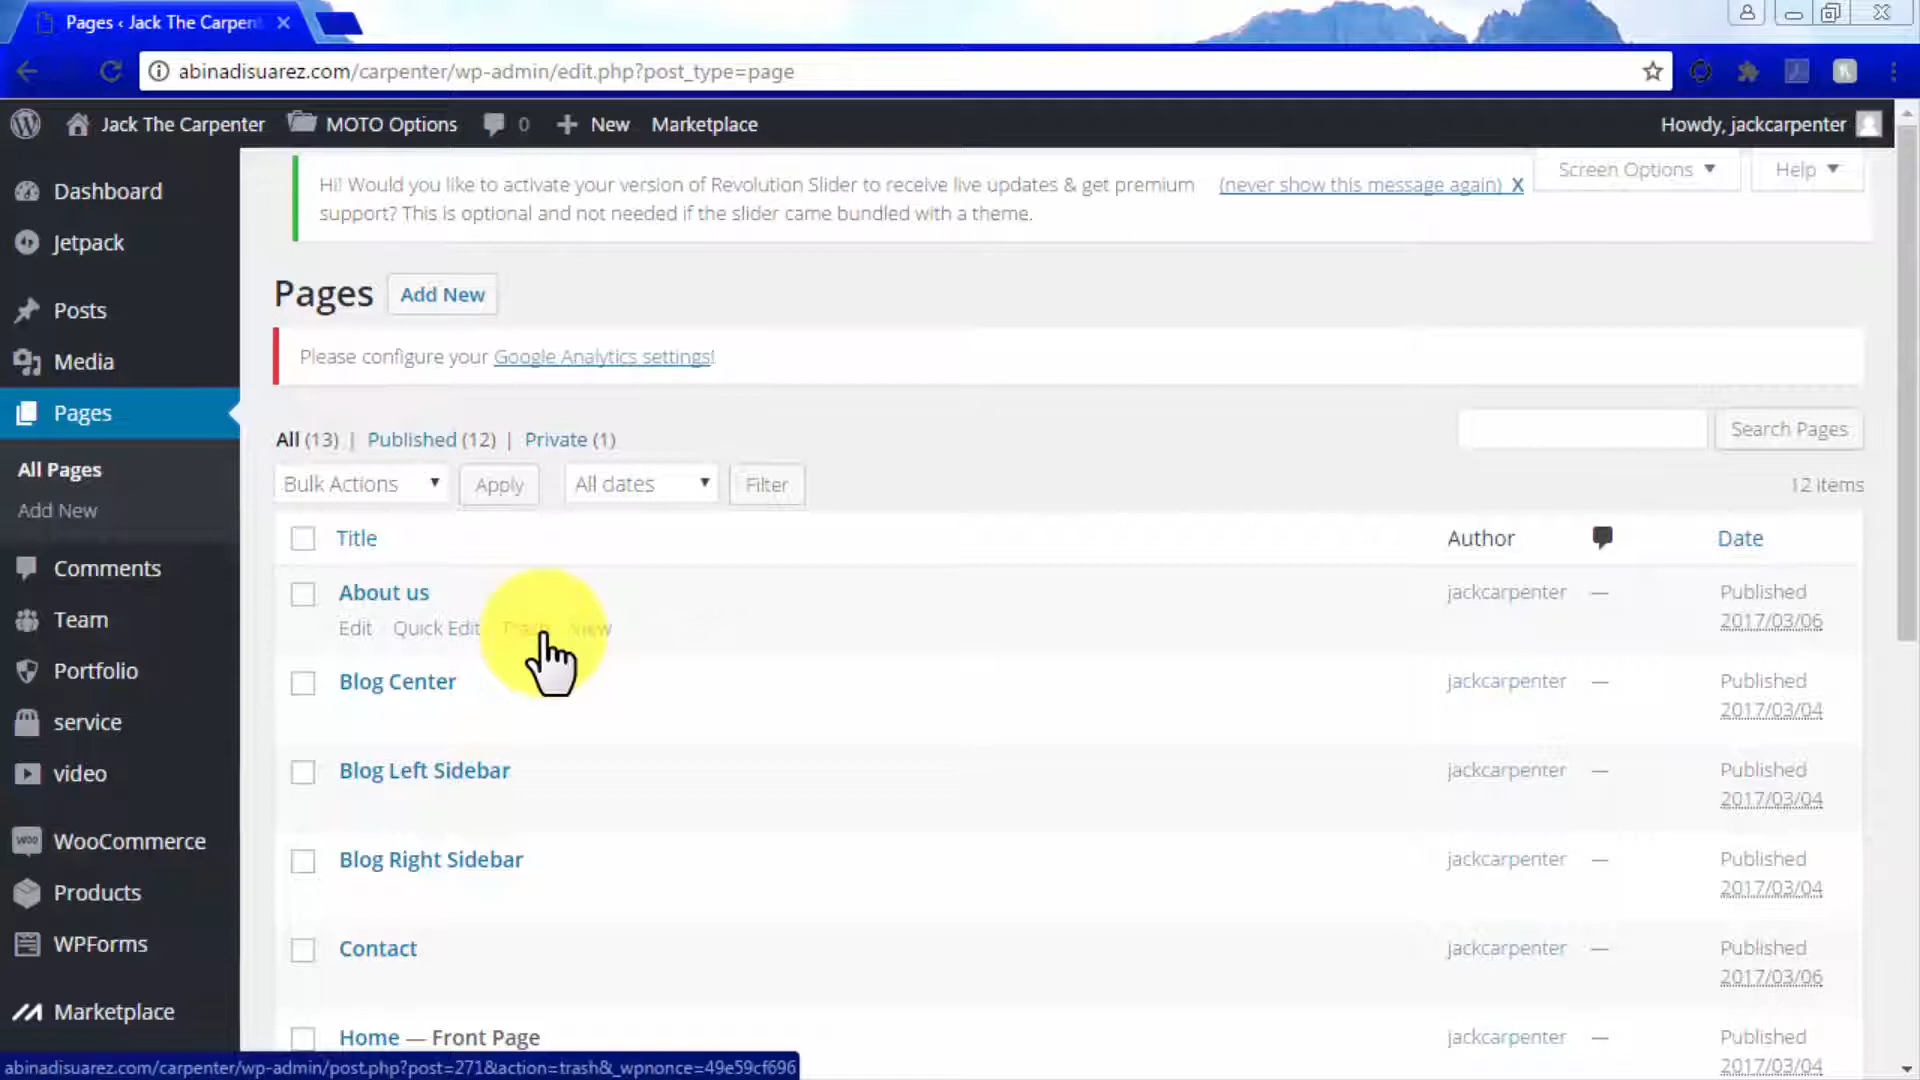 Pages ‹ Jack The Carpent
abinadisuarez.com/carpenter/wp-admin/edit.php?post_type=page
Jack The Carpenter MOTO Options 0 New Marketplace Howdy, jackcarpenter
Dashboard
Jetpack
Posts
Media
Pages
All Pages
Add New
Comments
Team
Portfolio
service
video
WooCommerce
Products
WPForms
Marketplace
Screen Options Help
Hi! Would you like to activate your version of Revolution Slider to receive live updates & get premium (never show this message again) X
support? This is optional and not needed if the slider came bundled with a theme.
Pages Add New
Please configure your Google Analytics settings!
All (13) | Published (12) | Private (1)
Search Pages
Bulk Actions Apply All dates Filter 12 items
Title Author Date
About us jackcarpenter — Published
2017/03/06
Edit Quick Edit Trash View
Blog Center jackcarpenter — Published
2017/03/04
Blog Left Sidebar jackcarpenter — Published
2017/03/04
Blog Right Sidebar jackcarpenter — Published
2017/03/04
Contact jackcarpenter — Published
2017/03/06
Home — Front Page jackcarpenter — Published
2017/03/04
abinadisuarez.com/carpenter/wp-admin/post.php?post=271&action=trash&_wpnonce=49e59cf696